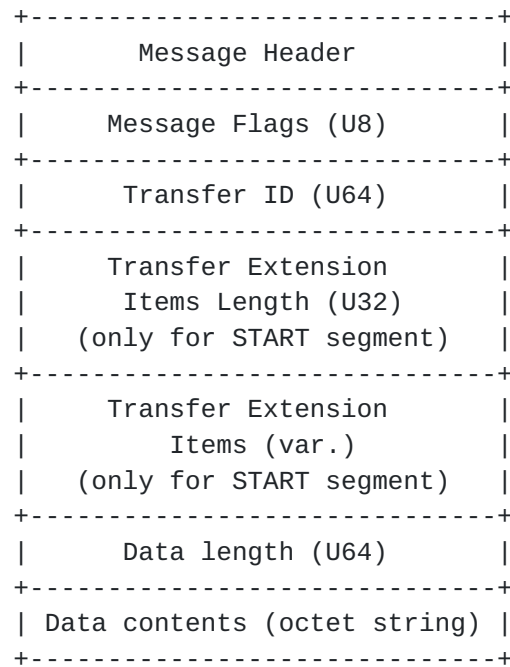 +------------------------------+
|       Message Header         |
+------------------------------+
|     Message Flags (U8)       |
+------------------------------+
|      Transfer ID (U64)       |
+------------------------------+
|     Transfer Extension       |
|      Items Length (U32)      |
|   (only for START segment)   |
+------------------------------+
|     Transfer Extension       |
|         Items (var.)         |
|   (only for START segment)   |
+------------------------------+
|      Data length (U64)       |
+------------------------------+
| Data contents (octet string) |
+------------------------------+